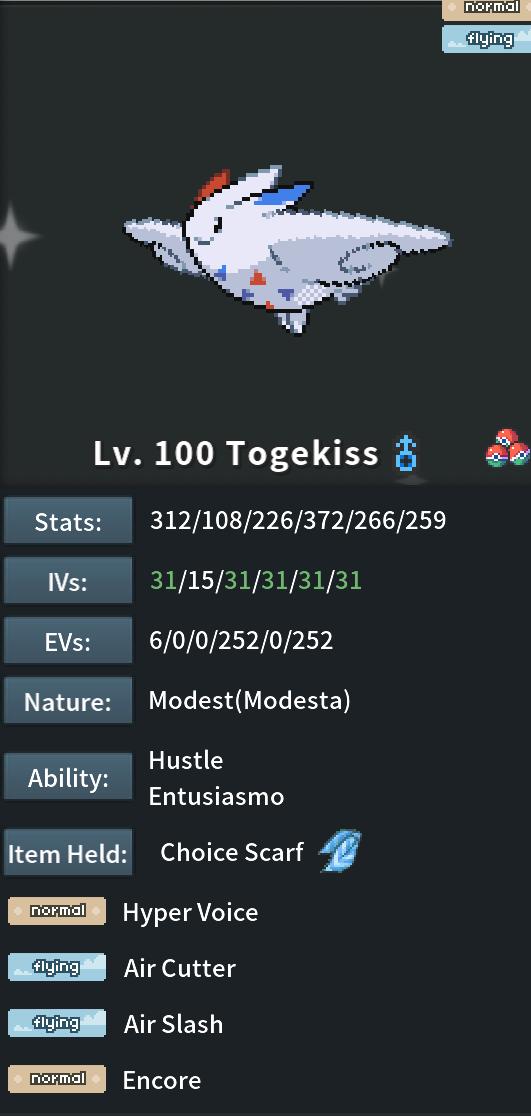 normal
flying
Lv. 100 Togekiss
Stats: 312/108/226/372/266/259
IVs: 31/15/31/31/31/31
EVs: 6/0/0/252/0/252
Nature: Modest(Modesta)
Ability: Hustle
Entusiasmo
Item Held: Choice Scarf
normal Hyper Voice
flying Air Cutter
flying Air Slash
normal Encore